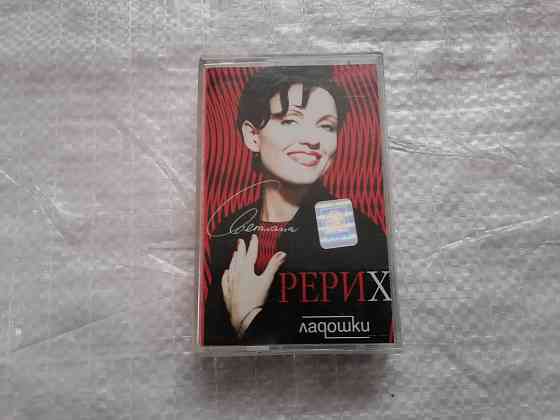 Светлана
РЕРИХ
ладошки